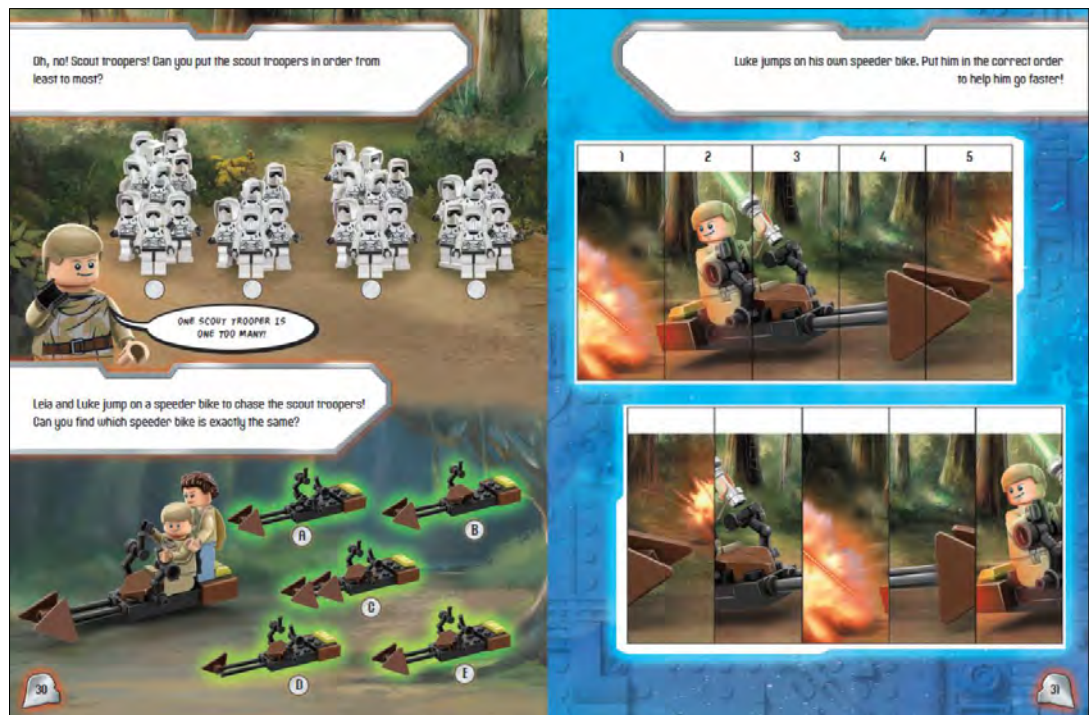 Oh, no! Scout troopers! Can you put the scout troopers in order from
least to most?
ONE SCOUT TROOPER IS
ONE TOO MANY!
Leia and Luke jump on a speeder bike to chase the scout troopers!
Can you find which speeder bike is exactly the same?
A
B
C
D
E
30
Luke jumps on his own speeder bike. Put him in the correct order
to help him go faster!
1 2 3 4 5
31